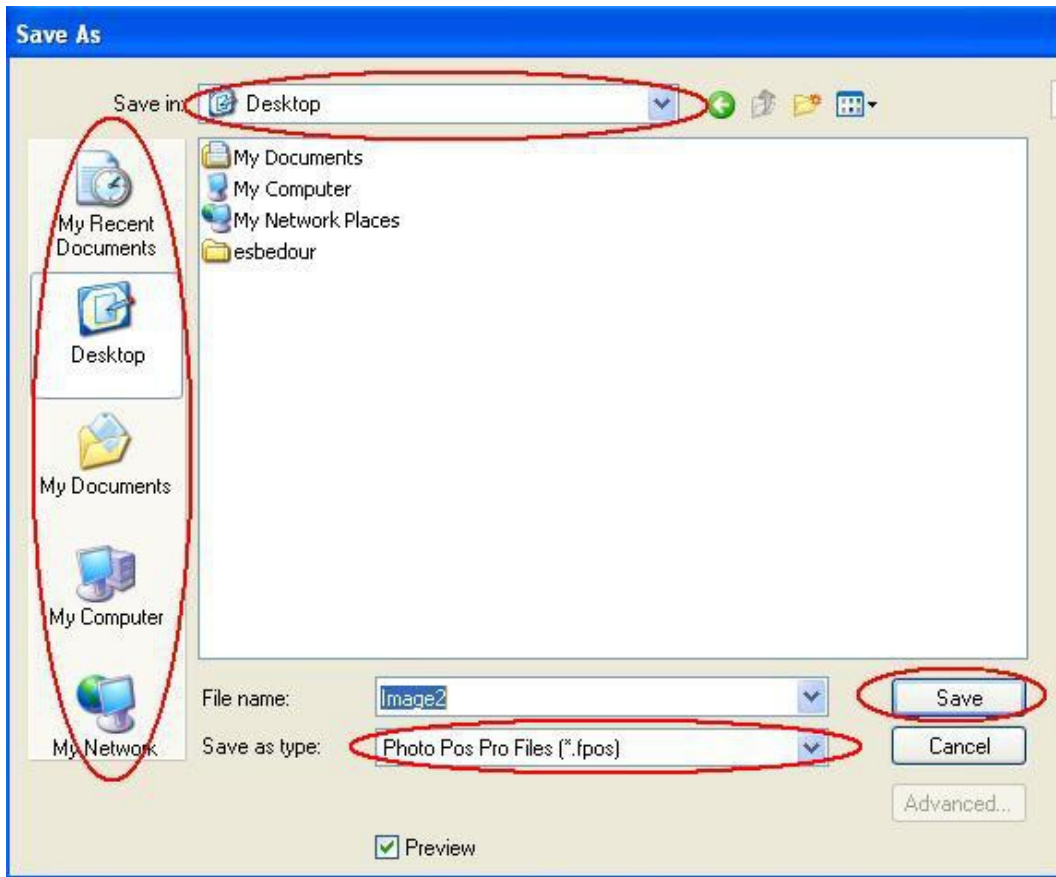 Save As
Save in:
Desktop
My Recent
Documents
Desktop
My Documents
My Computer
My Network
My Documents
My Computer
My Network Places
esbedour
File name:
Image2
Save
Save as type:
Photo Pos Pro Files (*.fpos)
Cancel
Advanced...
Preview